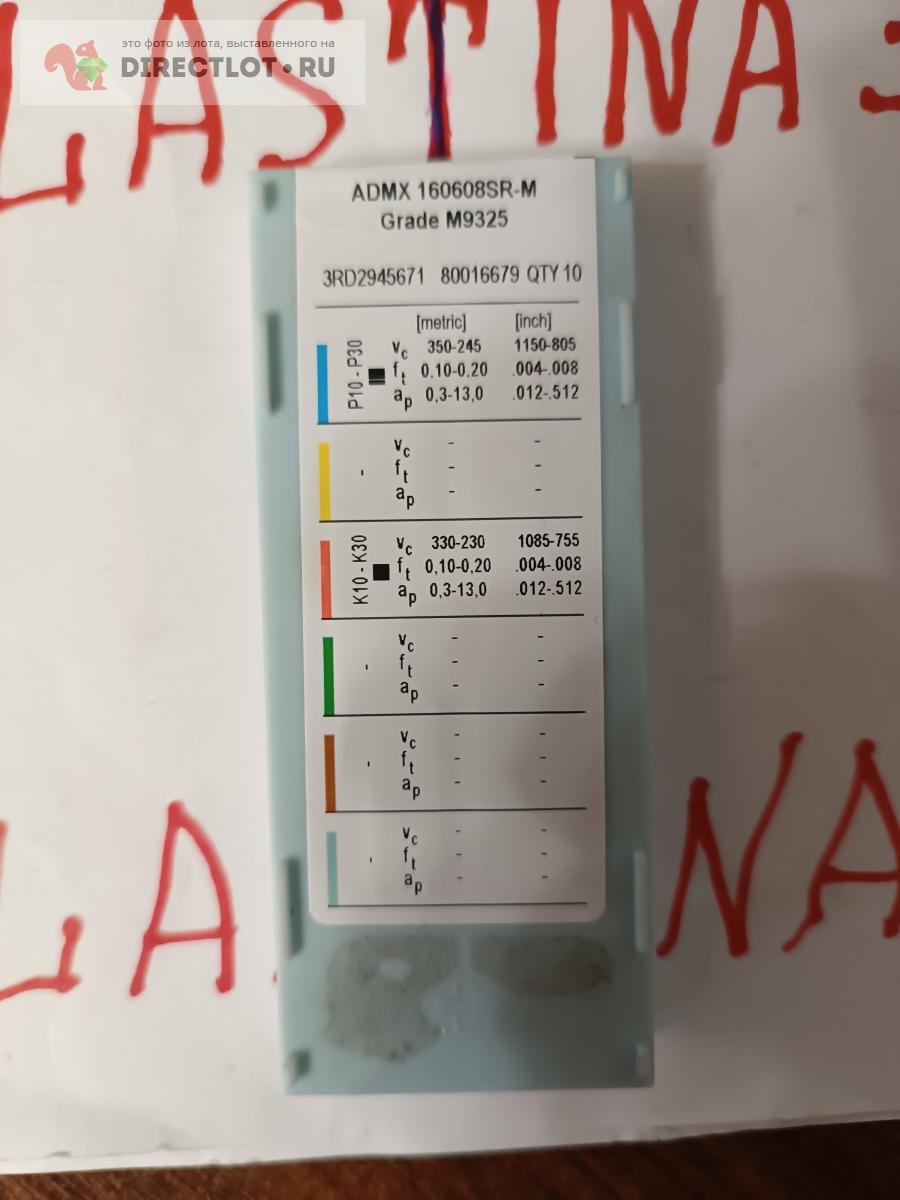 это фото из лота, выставленного на
DIRECTLOT.RU
LASTINA
ADMX 160608SR-M
Grade M9325
3RD2945671 80016679 QTY 10
[metric] [inch]
P10 - P30
vc 350-245 1150-805
ft 0,10-0,20 .004-.008
ap 0,3-13,0 .012-.512
vc - -
- ft - -
ap - -
K10 - K30
vc 330-230 1085-755
ft 0,10-0,20 .004-.008
ap 0,3-13,0 .012-.512
vc - -
- ft - -
ap - -
vc - -
- ft - -
ap - -
vc - -
- ft - -
ap - -
LA
NA